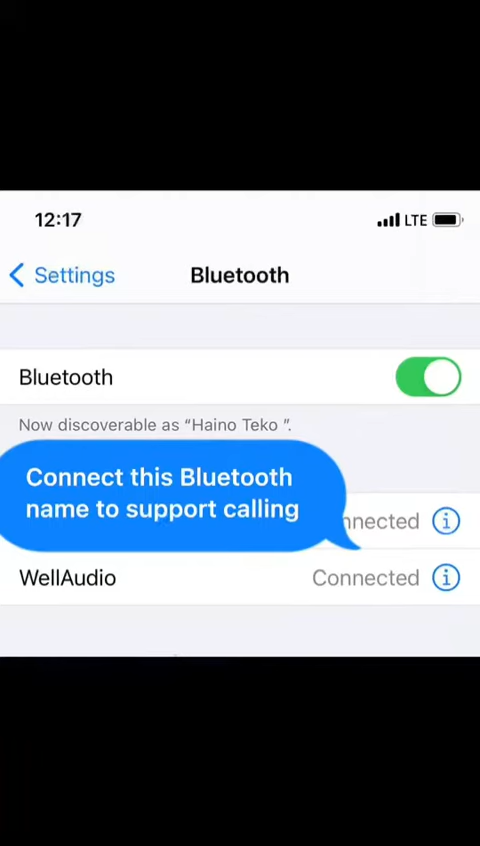 12:17
LTE
Settings
Bluetooth
Bluetooth
Now discoverable as “Haino Teko ”.
Connect this Bluetooth
name to support calling
WellAudio
Connected